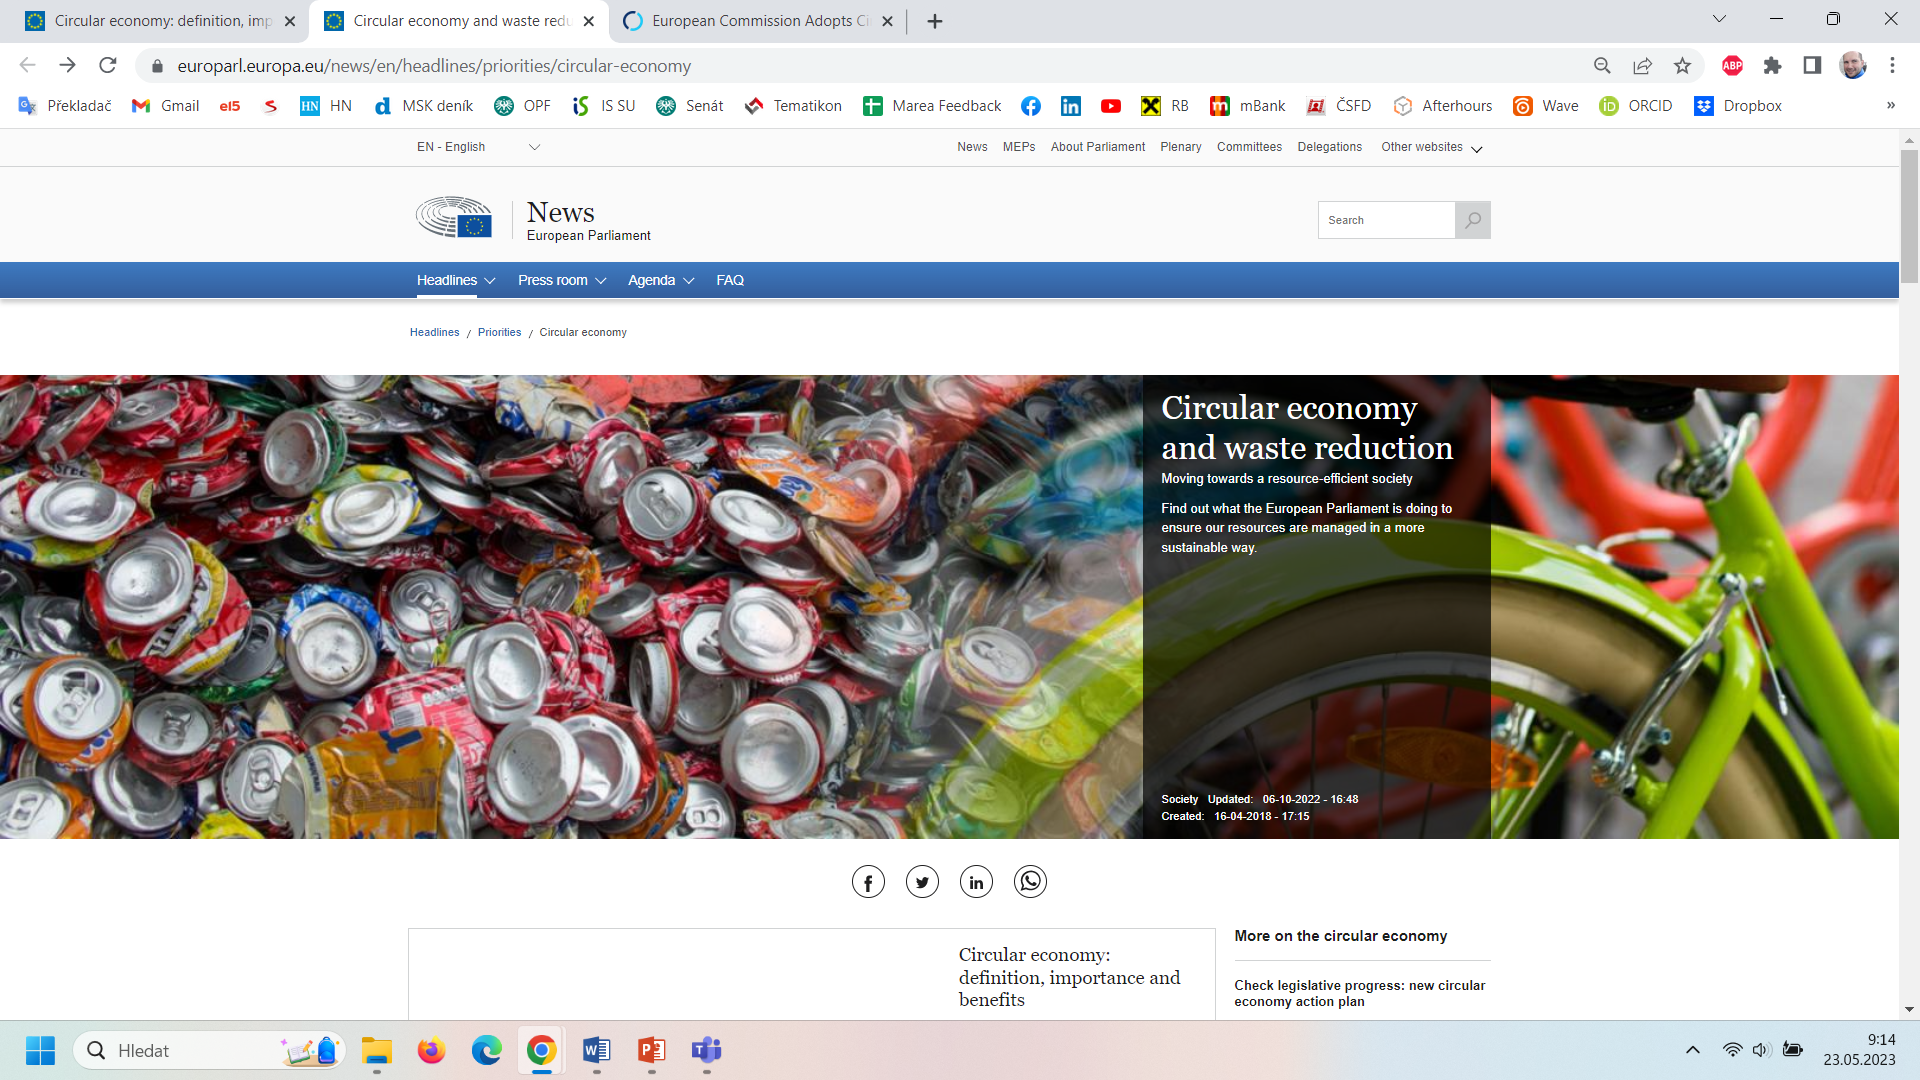 Circular economy: definition, imp
Circular economy and waste redu
European Commission Adopts Ci
europarl.europa.eu/news/en/headlines/priorities/circular-economy
ABP
Překladač
Gmail
el5
HN HN
d MSK deník
OPF
IS SU
Senát
Tematikon
Marea Feedback
RB
mBank
ČSFD
Afterhours
Wave
iD ORCID
Dropbox
»
EN - English
News MEPs About Parliament Plenary Committees Delegations Other websites
News
European Parliament
Search
Headlines Press room Agenda FAQ
Headlines / Priorities / Circular economy
Circular economy
and waste reduction
Moving towards a resource-efficient society
Find out what the European Parliament is doing to
ensure our resources are managed in a more
sustainable way.
Society Updated: 06-10-2022 - 16:48
Created: 16-04-2018 - 17:15
Circular economy:
definition, importance and
benefits
More on the circular economy
Check legislative progress: new circular
economy action plan
Hledat
9:14
23.05.2023